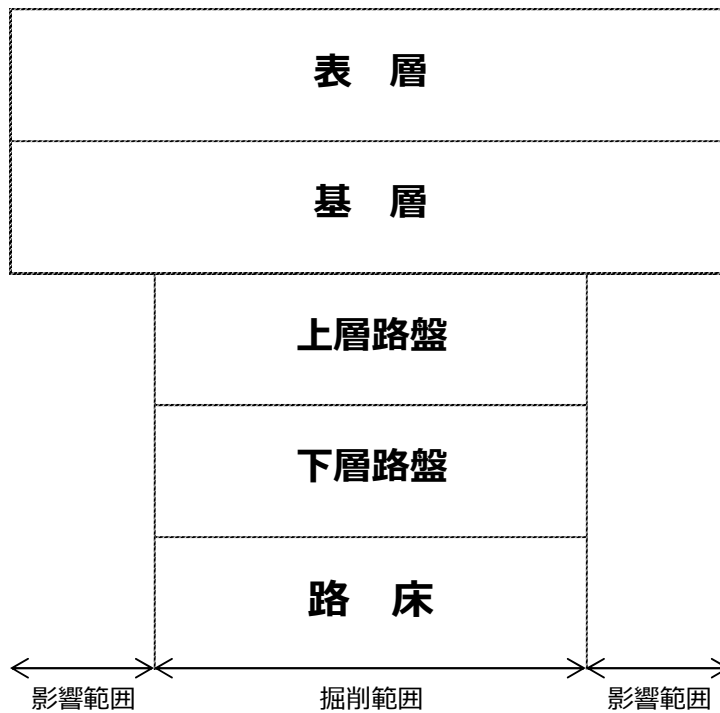 表　層
基　層
上層路盤
下層路盤
路　床
影響範囲　掘削範囲　影響範囲